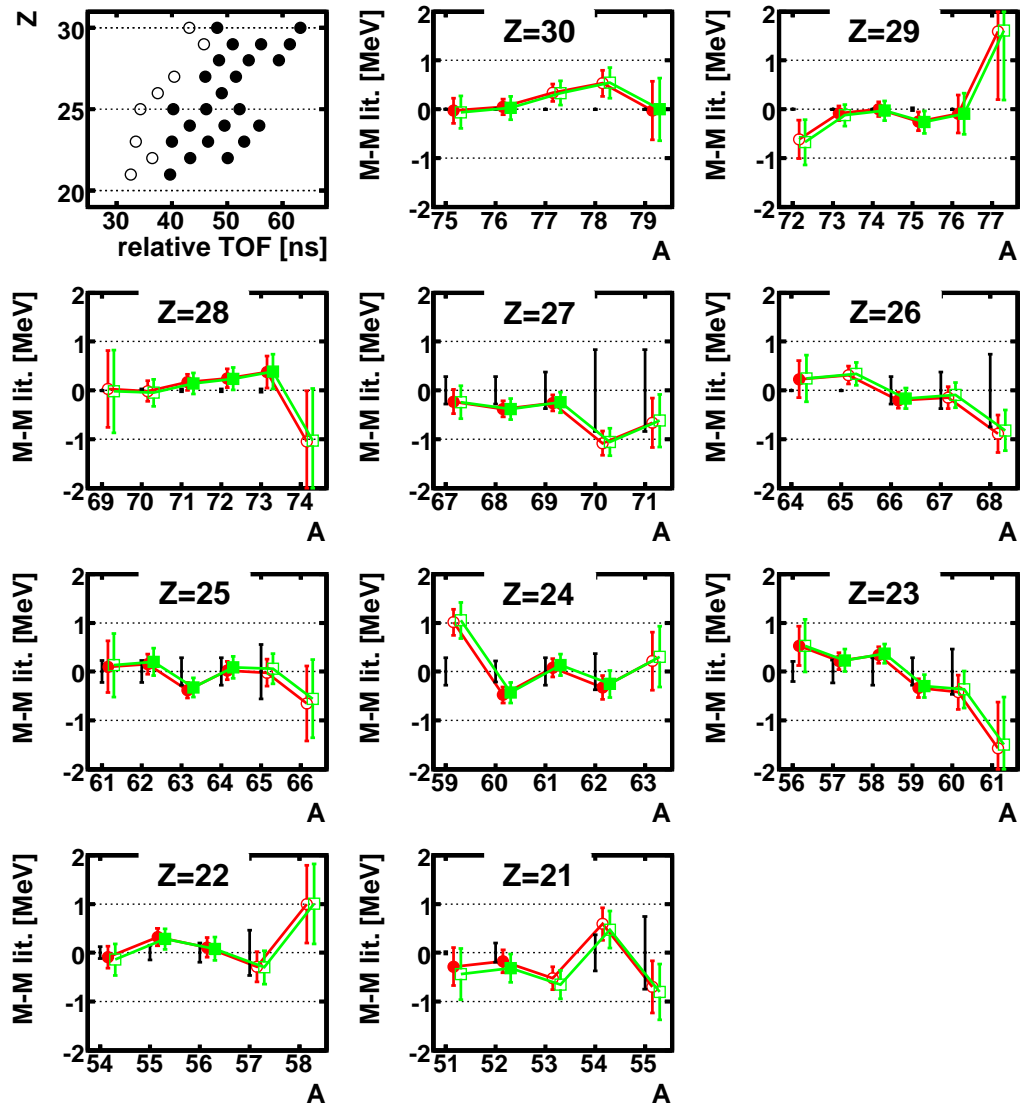 Z
30
25
20
30 40 50 60
relative TOF [ns]
Z=30
M-M lit. [MeV]
2
1
0
-1
-2
75 76 77 78 79
A
Z=29
M-M lit. [MeV]
2
1
0
-1
-2
72 73 74 75 76 77
A
Z=28
M-M lit. [MeV]
2
1
0
-1
-2
69 70 71 72 73 74
A
Z=27
M-M lit. [MeV]
2
1
0
-1
-2
67 68 69 70 71
A
Z=26
M-M lit. [MeV]
2
1
0
-1
-2
64 65 66 67 68
A
Z=25
M-M lit. [MeV]
2
1
0
-1
-2
61 62 63 64 65 66
A
Z=24
M-M lit. [MeV]
2
1
0
-1
-2
59 60 61 62 63
A
Z=23
M-M lit. [MeV]
2
1
0
-1
-2
56 57 58 59 60 61
A
Z=22
M-M lit. [MeV]
2
1
0
-1
-2
54 55 56 57 58
A
Z=21
M-M lit. [MeV]
2
1
0
-1
-2
51 52 53 54 55
A